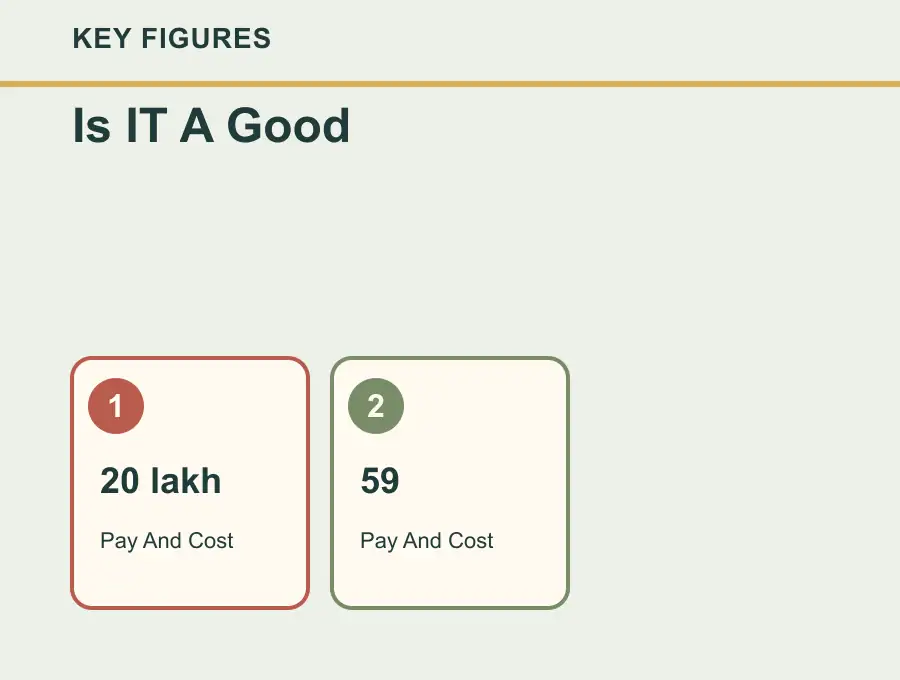 KEY FIGURES
Is IT A Good
1
2
20 lakh
59
Pay And Cost
Pay And Cost